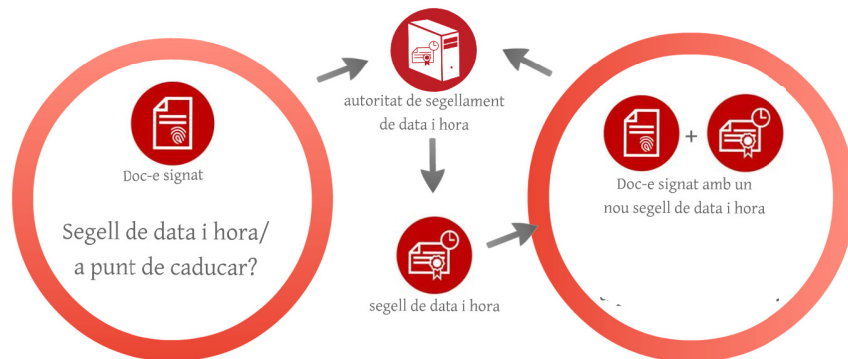 Doc-e signat
Segell de data i hora/
a punt de caducar?
autoritat de segellament
de data i hora
segell de data i hora
+
Doc-e signat amb un
nou segell de data i hora